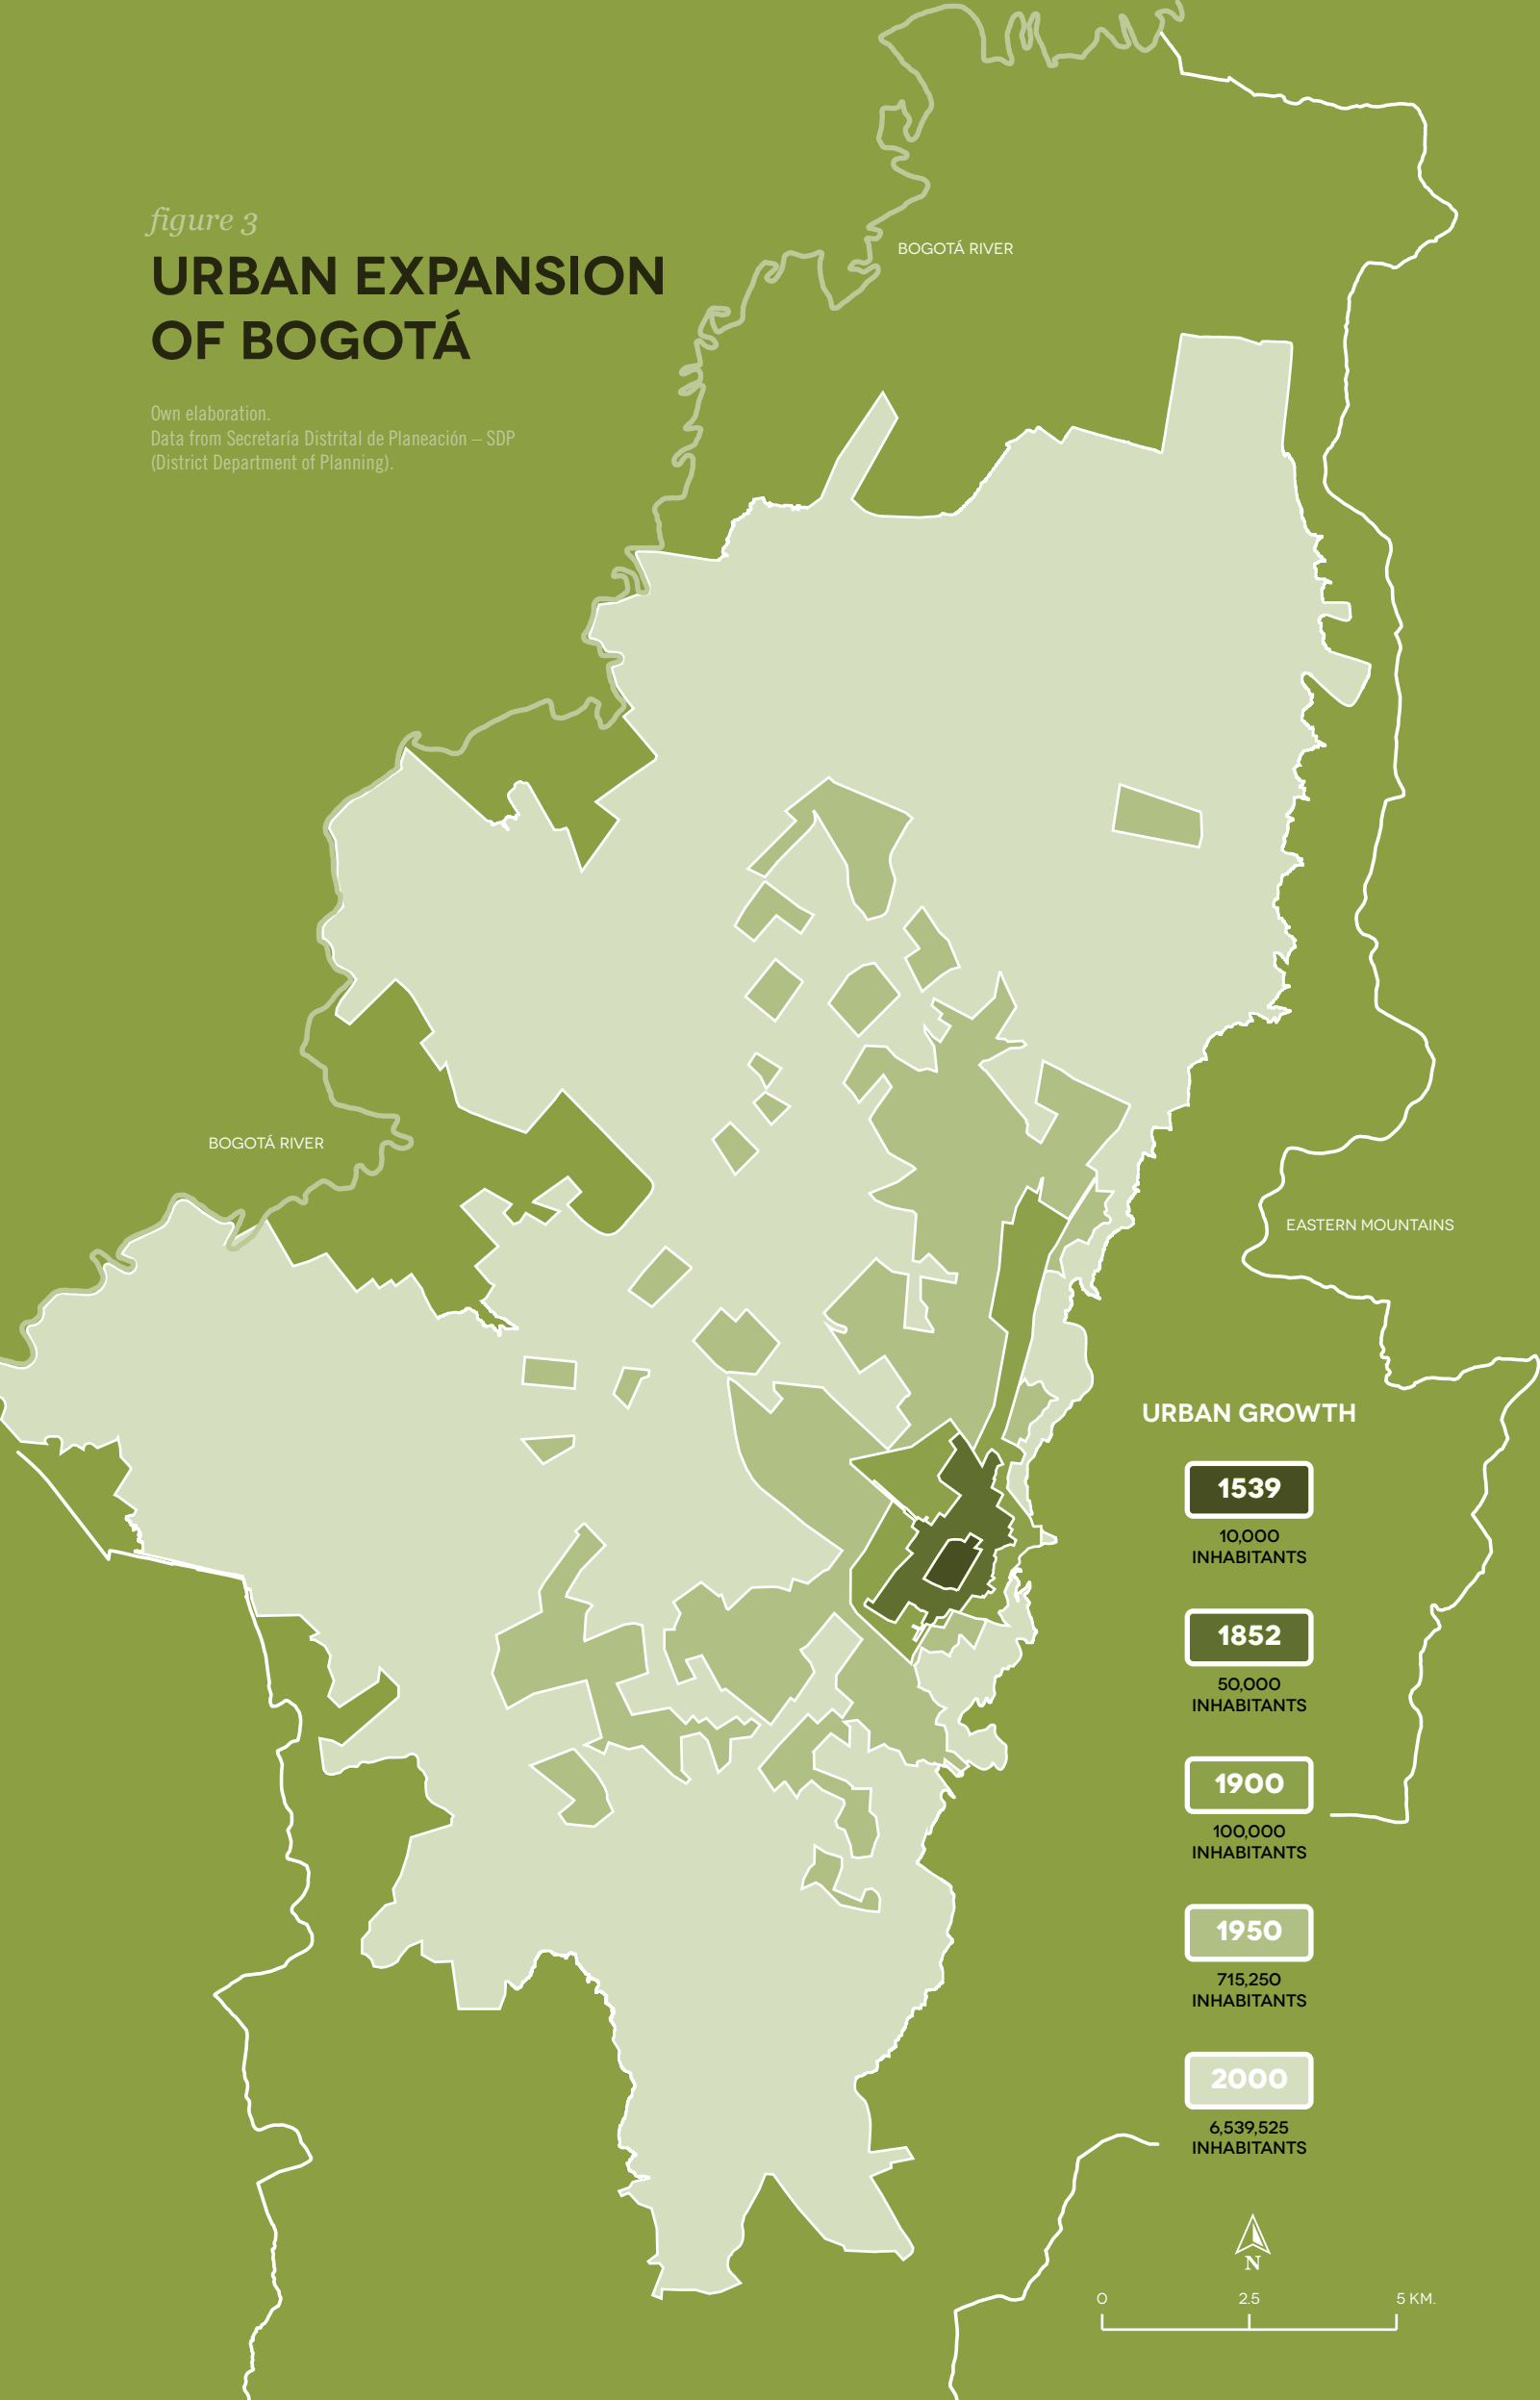 figure 3
URBAN EXPANSION
OF BOGOTÁ
Own elaboration.
Data from Secretaría Distrital de Planeación – SDP
(District Department of Planning).
BOGOTÁ RIVER
BOGOTÁ RIVER
EASTERN MOUNTAINS
URBAN GROWTH
1539
10,000
INHABITANTS
1852
50,000
INHABITANTS
1900
100,000
INHABITANTS
1950
715,250
INHABITANTS
2000
6,539,525
INHABITANTS
N
0 2.5 5 KM.